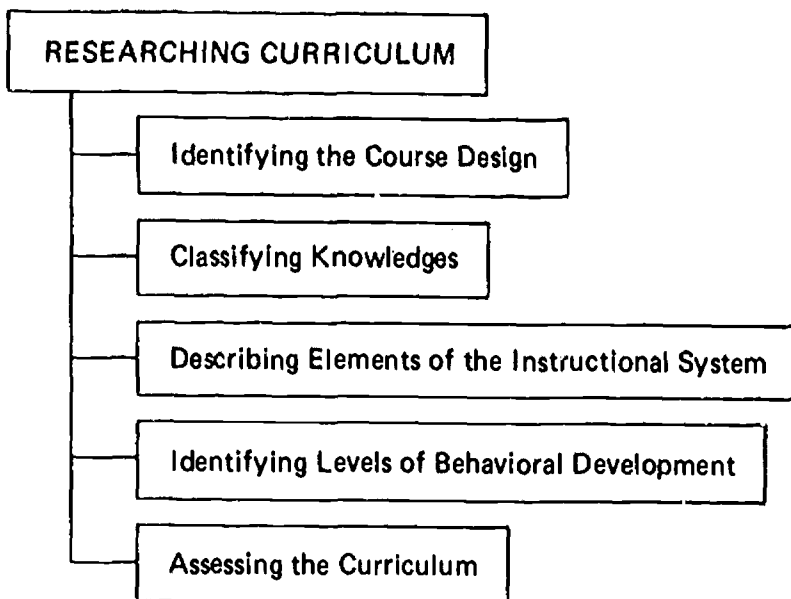 RESEARCHING CURRICULUM
Identifying the Course Design
Classifying Knowledges
Describing Elements of the Instructional System
Identifying Levels of Behavioral Development
Assessing the Curriculum